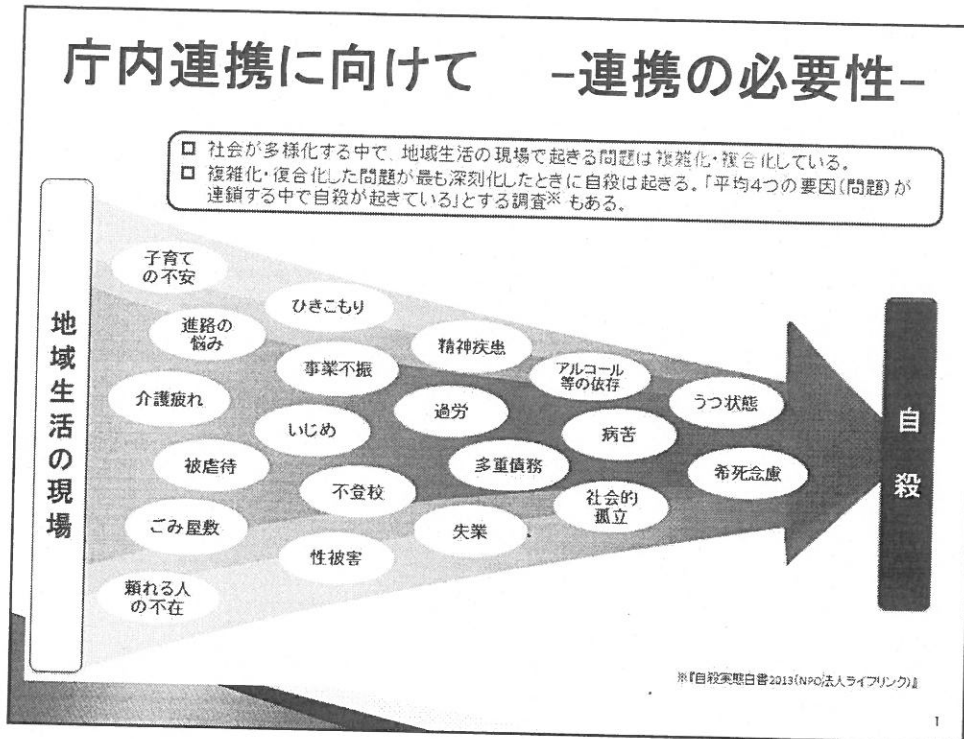 庁内連携に向けて －連携の必要性－
□ 社会が多様化する中で、地域生活の現場で起きる問題は複雑化・複合化している。
□ 複雑化・復合化した問題が最も深刻化したときに自殺は起きる。「平均4つの要因(問題)が
連鎖する中で自殺が起きている」とする調査※ もある。
地域生活の現場
子育て
の不安
進路の
悩み
介護疲れ
被虐待
ごみ屋敷
頼れる人
の不在
ひきこもり
事業不振
いじめ
不登校
性被害
精神疾患
過労
多重債務
失業
アルコール
等の依存
病苦
社会的
孤立
うつ状態
希死念慮
自殺
※『自殺実態白書2013(NPO法人ライフリンク)』
1